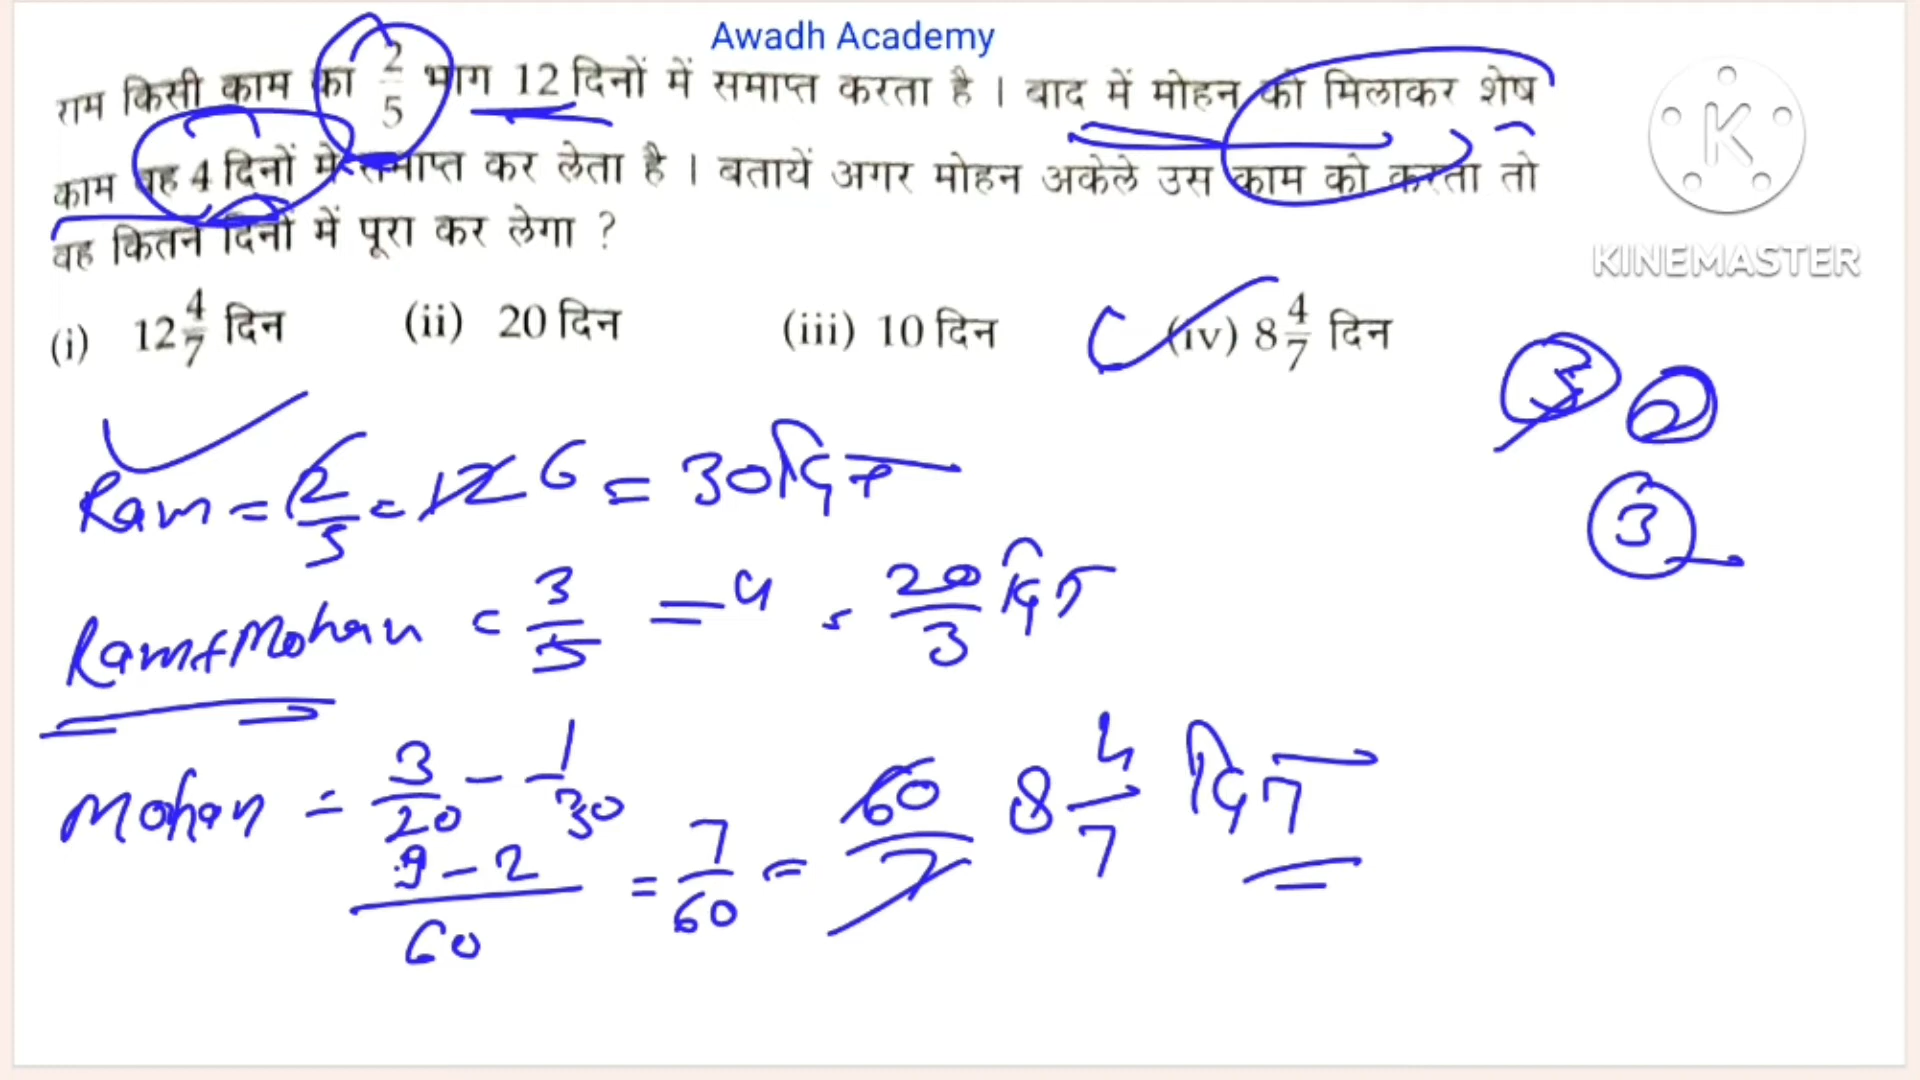 Awadh Academy
राम किसी काम का 2/5 भाग 12 दिनों में समाप्त करता है । बाद में मोहन को मिलाकर शेष
काम वह 4 दिनों में समाप्त कर लेता है । बतायें अगर मोहन अकेले उस काम को करता तो
वह कितने दिनों में पूरा कर लेगा ?
(i) 12 4/7 दिन (ii) 20 दिन (iii) 10 दिन (iv) 8 4/7 दिन
K
KINEMASTER
3
Ram = 2/5 = 12 6 = 30 दिन
Ram+Mohan = 3/5 = 4 = 20/3 दिन
Mohan = 3/20 - 1/30
9-2/60 = 7/60 = 60/7 8 4/7 दिन